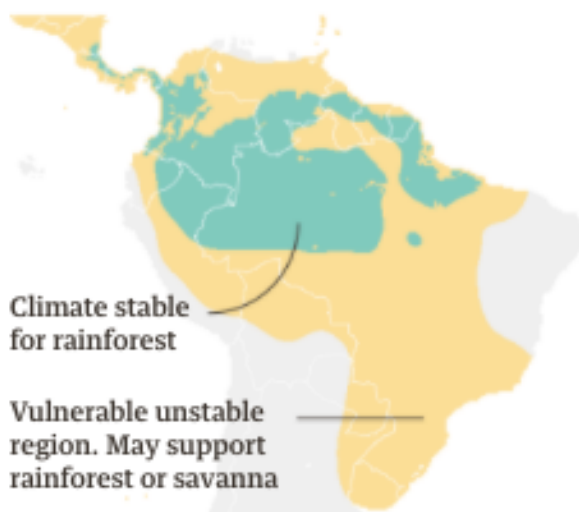 Climate stable
for rainforest
Vulnerable unstable
region. May support
rainforest or savanna